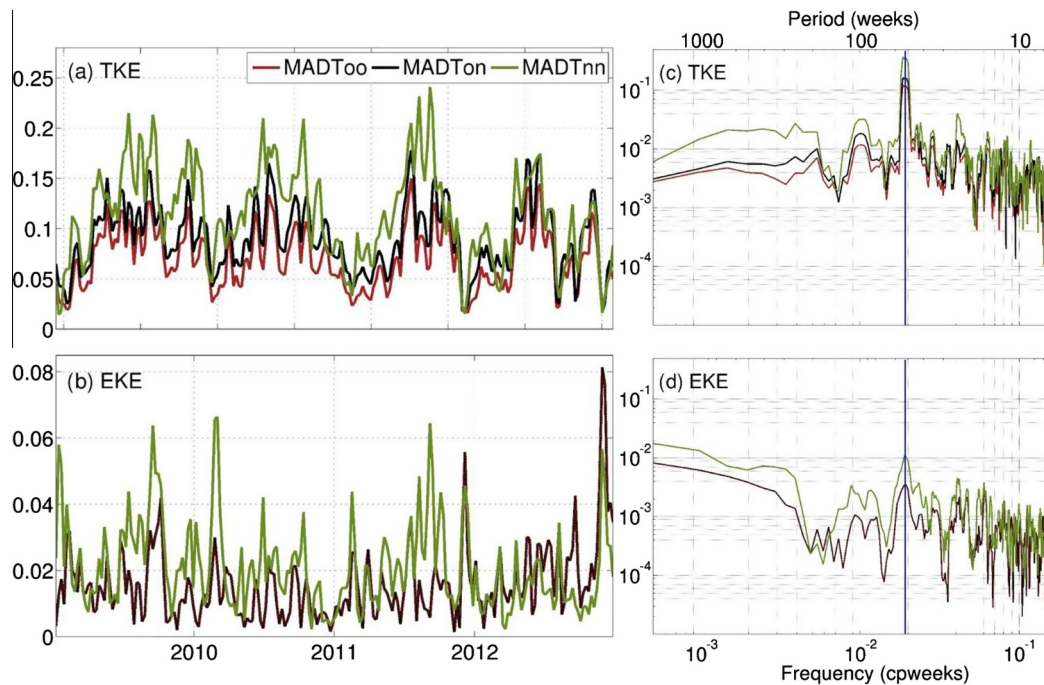 (a) TKE
MADToo MADTon MADTnn
0.25
0.2
0.15
0.1
0.05
0
(b) EKE
0.08
0.06
0.04
0.02
0
2010 2011 2012
Period (weeks)
1000 100 10
(c) TKE
10-1
10-2
10-3
10-4
(d) EKE
10-1
10-2
10-3
10-4
10-3 10-2 10-1
Frequency (cpweeks)